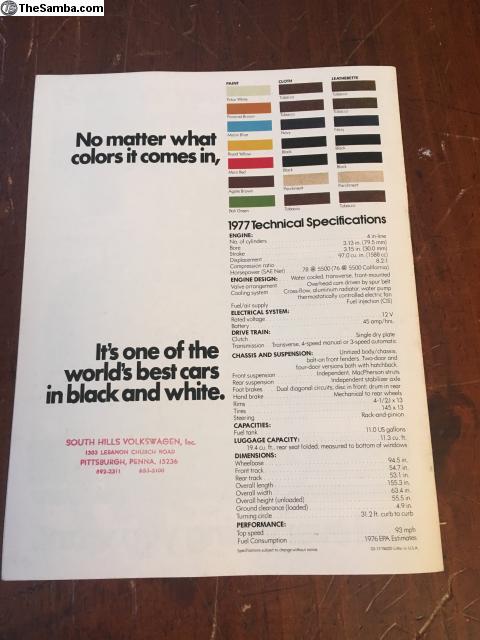 TheSamba.com
No matter what
colors it comes in,
It's one of the
world's best cars
in black and white.
SOUTH HILLS VOLKSWAGEN, Inc.
1303 LEBANON CHURCH ROAD
PITTSBURGH, PENNA. 15236
892-2311 653-5100
PAINT CLOTH LEATHERETTE
Polar White Tobacco Tobacco
Tobacco Tobacco
Miami Blue Navy Navy
Rond Yellow Black Black
Mars Red Black Black
Agate Brown Parchment Parchment
Bali Green Tobacco Tobacco
1977 Technical Specifications
ENGINE:
No. of cylinders 4 in-line
Bore 3.13 in. (79.5 mm)
Stroke 3.15 in. (80.0 mm)
Displacement 97.0 cu. in. (1588 cc)
Compression ratio 8.2:1
Horsepower (SAE Net) 78 @ 5500 (76 @ 5500 California)
ENGINE DESIGN: Water cooled, transverse, front-mounted
Valve arrangement Overhead cam driven by spur belt
Cooling system Cross-flow, aluminum radiator, water pump
thermostatically controlled electric fan
Fuel/air supply Fuel injection (CIS)
ELECTRICAL SYSTEM:
Rated voltage 12 V
Battery 45 amp/hrs.
DRIVE TRAIN:
Clutch Single dry plate
Transmission Transverse, 4-speed manual or 3-speed automatic
CHASSIS AND SUSPENSION: Unitized body/chassis,
bolt-on front fenders. Two-door and
four-door versions both with hatchback.
Front suspension Independent, MacPherson struts
Rear suspension Independent stabilizer axle
Foot brakes Dual diagonal circuits; disc in front; drum in rear
Hand brake Mechanical to rear wheels
Rims 4-1/2J x 13
Tires 145 x 13
Steering Rack-and-pinion
CAPACITIES:
Fuel tank 11.0 US gallons
LUGGAGE CAPACITY: 11.3 cu. ft.
19.4 cu. ft., rear seat folded; measured to bottom of windows
DIMENSIONS:
Wheelbase 94.5 in.
Front track 54.7 in.
Rear track 53.1 in.
Overall length 155.3 in.
Overall width 63.4 in.
Overall height (unloaded) 55.5 in.
Ground clearance (loaded) 4.9 in.
Turning circle 31.2 ft. curb to curb
PERFORMANCE:
Top speed 93 mph
Fuel Consumption 1976 EPA Estimates
Specifications subject to change without notice.